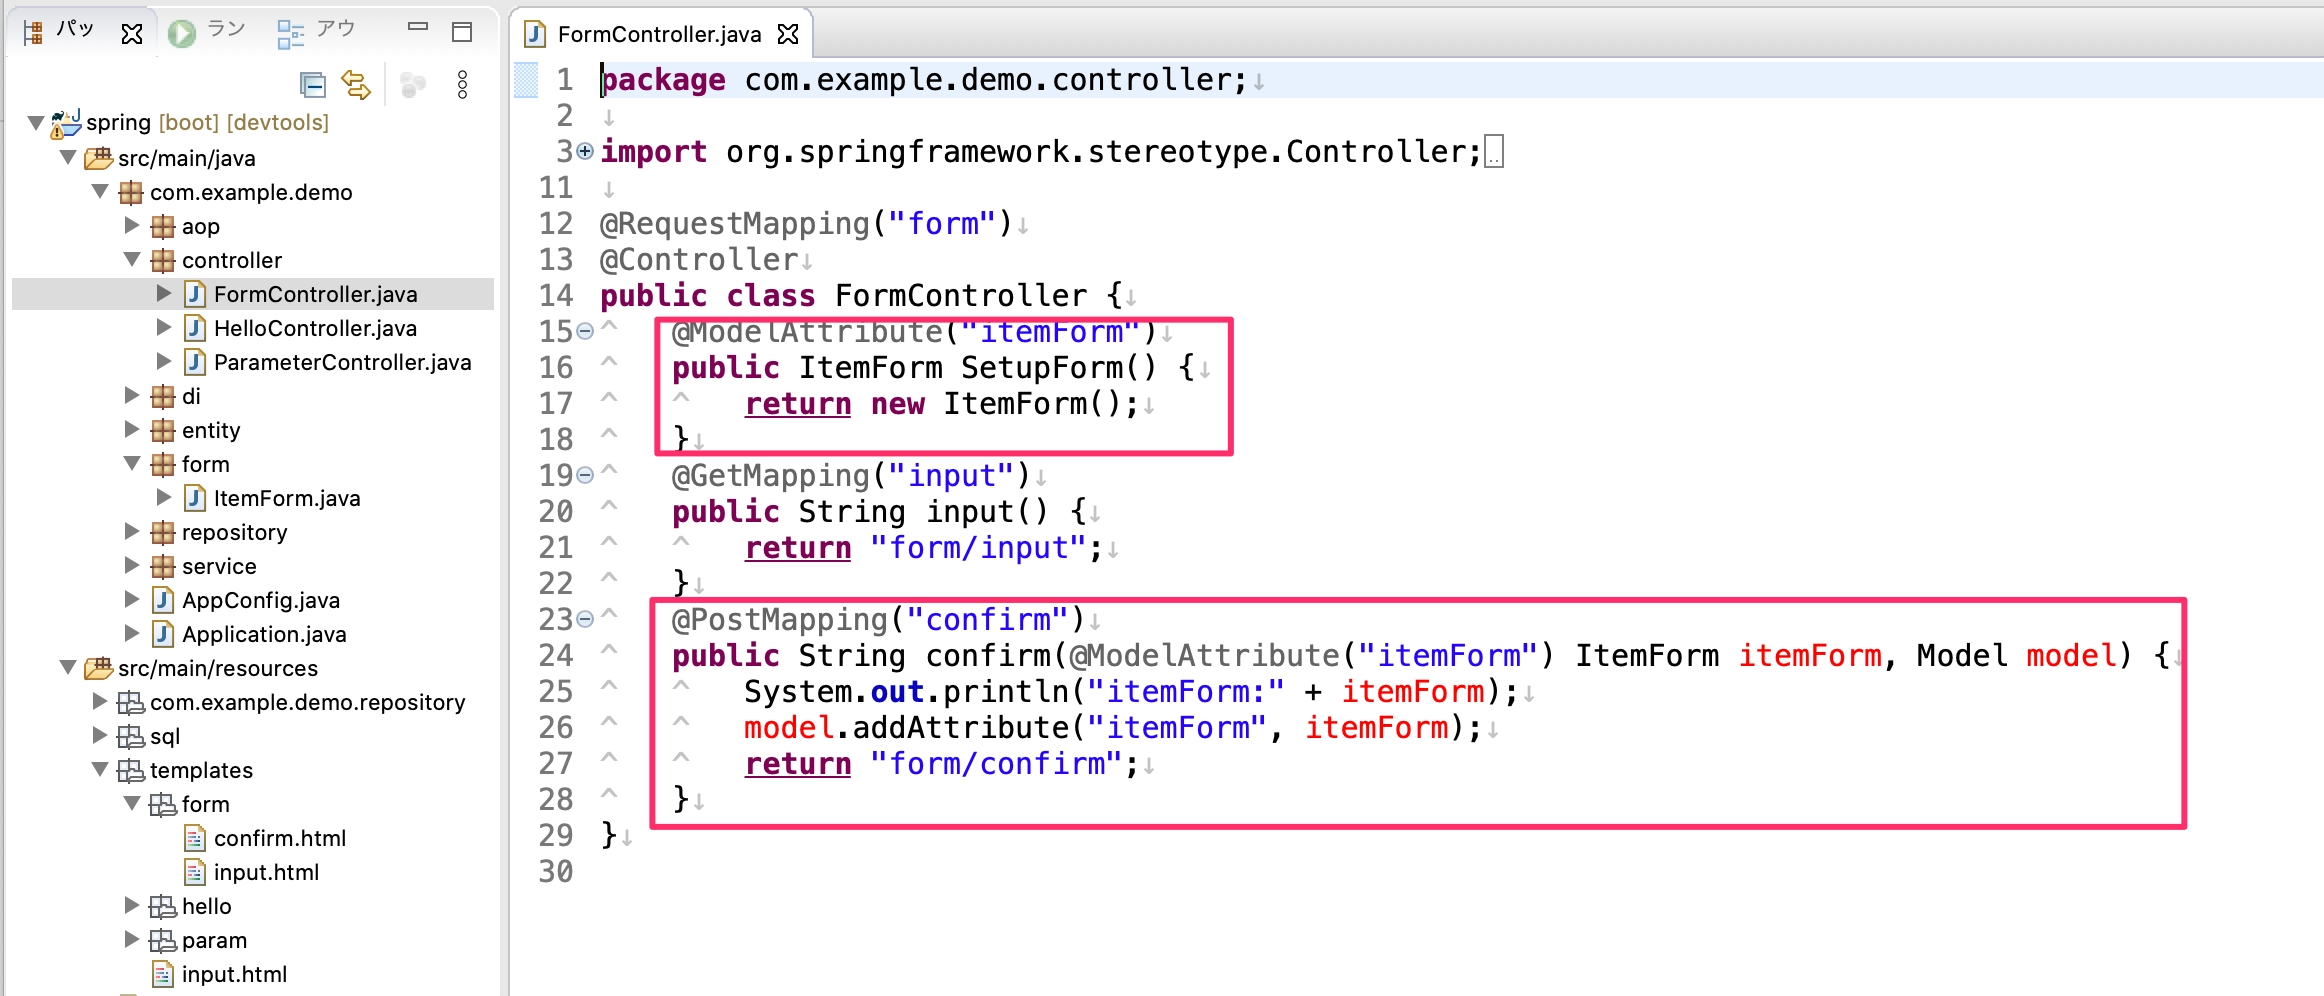 パッ ラン アウ
spring [boot] [devtools]
src/main/java
com.example.demo
aop
controller
FormController.java
HelloController.java
ParameterController.java
di
entity
form
ItemForm.java
repository
service
AppConfig.java
Application.java
src/main/resources
com.example.demo.repository
sql
templates
form
confirm.html
input.html
hello
param
input.html
FormController.java
1 package com.example.demo.controller;↓
2 ↓
3 import org.springframework.stereotype.Controller;
11 ↓
12 @RequestMapping("form")↓
13 @Controller↓
14 public class FormController {↓
15 ^ @ModelAttribute("itemForm")↓
16 ^ public ItemForm SetupForm() {↓
17 ^ ^ return new ItemForm();↓
18 ^ }↓
19 ^ @GetMapping("input")↓
20 ^ public String input() {↓
21 ^ ^ return "form/input";↓
22 ^ }↓
23 ^ @PostMapping("confirm")↓
24 ^ public String confirm(@ModelAttribute("itemForm") ItemForm itemForm, Model model) {↓
25 ^ ^ System.out.println("itemForm:" + itemForm);↓
26 ^ ^ model.addAttribute("itemForm", itemForm);↓
27 ^ ^ return "form/confirm";↓
28 ^ }↓
29 }↓
30